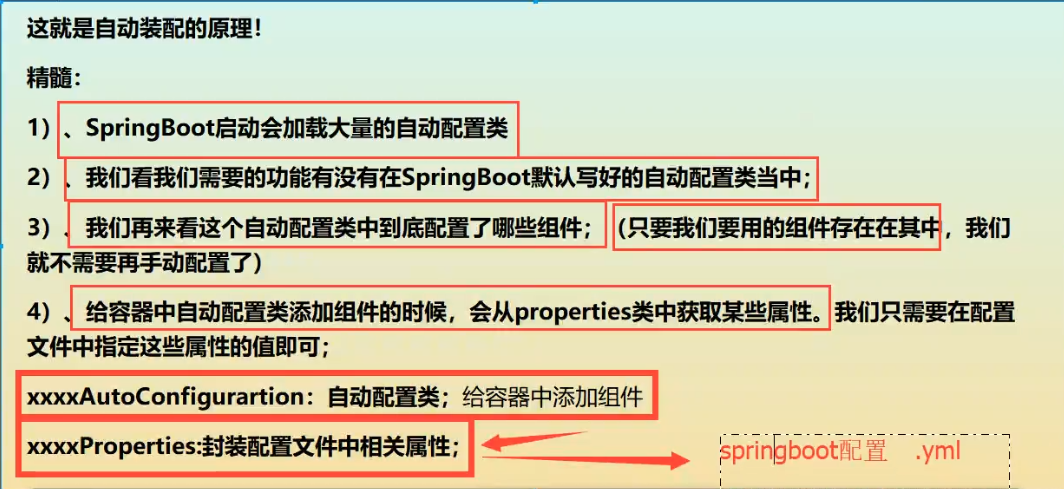 这就是自动装配的原理！
精髓：
1）、SpringBoot启动会加载大量的自动配置类
2）、我们看我们需要的功能有没有在SpringBoot默认写好的自动配置类当中；
3）、我们再来看这个自动配置类中到底配置了哪些组件；（只要我们要用的组件存在在其中，我们
就不需要再手动配置了）
4）、给容器中自动配置类添加组件的时候，会从properties类中获取某些属性。我们只需要在配置
文件中指定这些属性的值即可；
xxxxAutoConfigurartion：自动配置类；给容器中添加组件
xxxxProperties:封装配置文件中相关属性；
springboot配置 .yml